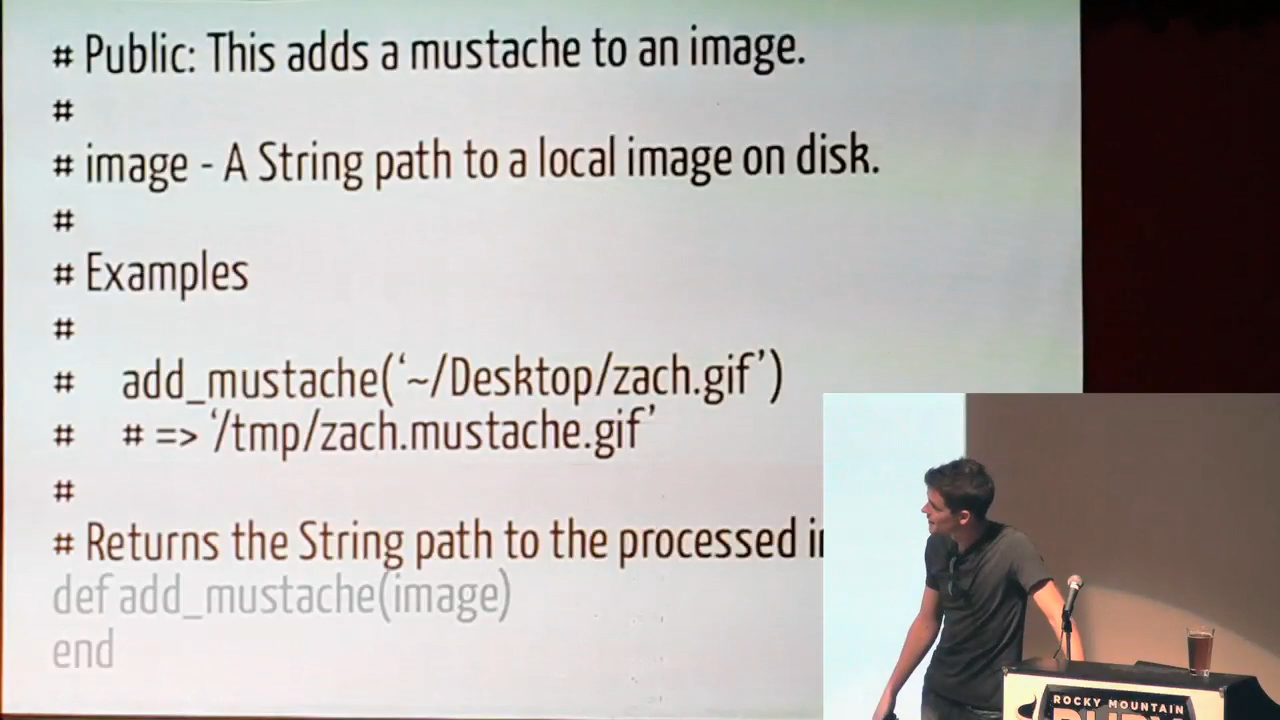 # Public: This adds a mustache to an image.
#
# image - A String path to a local image on disk.
#
# Examples
#
#    add_mustache(‘~/Desktop/zach.gif’)
#    # => ‘/tmp/zach.mustache.gif’
#
# Returns the String path to the processed
def add_mustache(image)
end
ROCKY MOUNTAIN